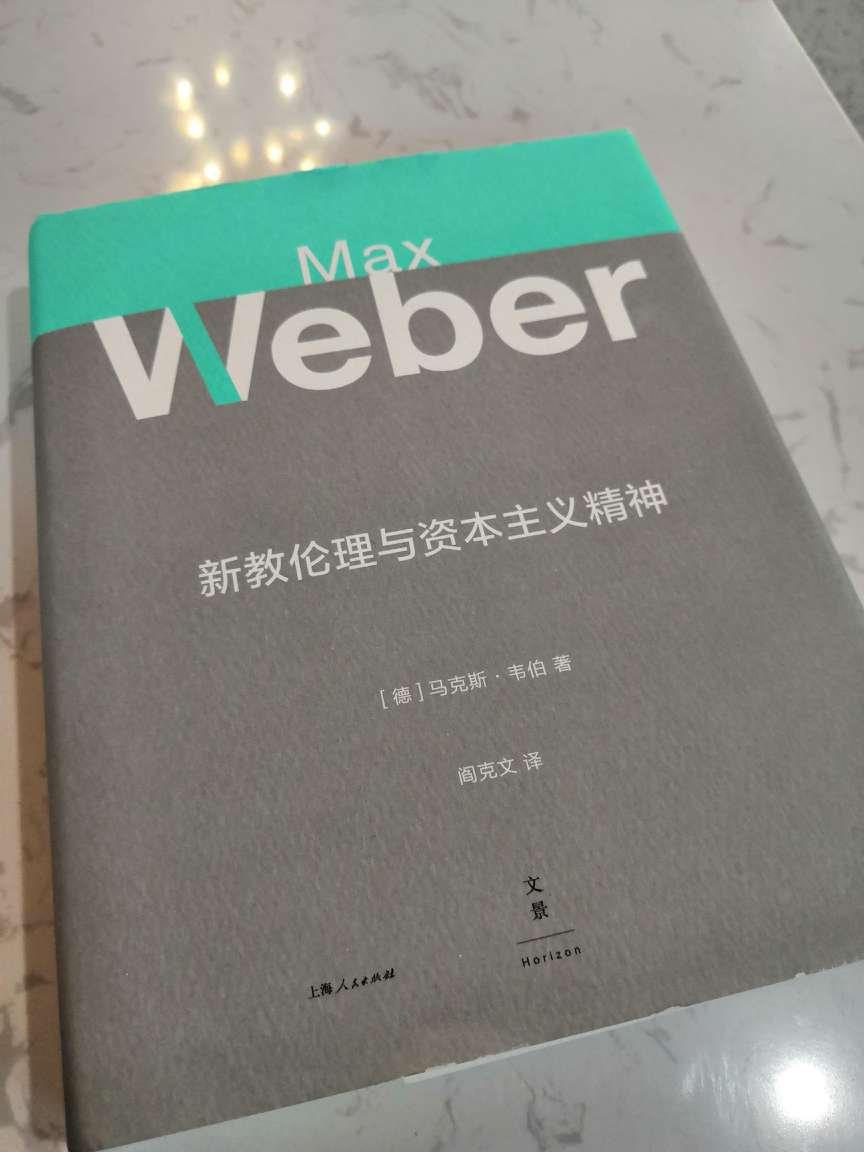 Max
Weber
新教伦理与资本主义精神
[德]马克斯·韦伯 著
阎克文 译
文
景
Horizon
上海人民出版社